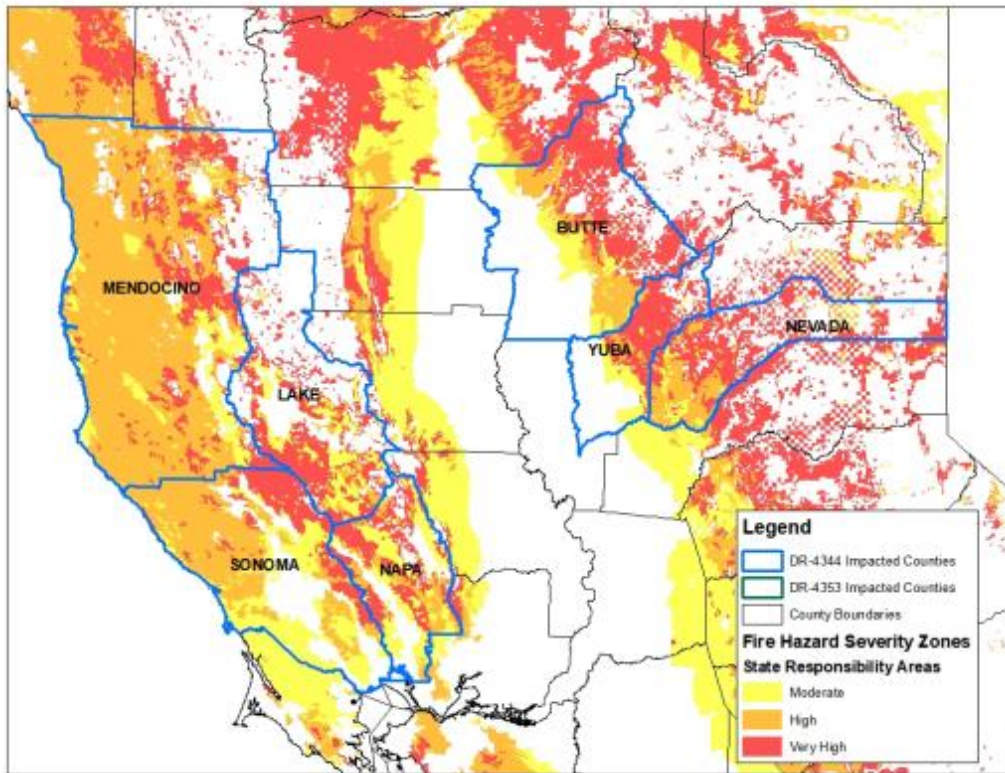 MENDOCINO
BUTTE
YUBA
NEVADA
LAKE
SONOMA
NAPA
Legend
DR-4344 Impacted Counties
DR-4353 Impacted Counties
County Boundaries
Fire Hazard Severity Zones
State Responsibility Areas
Moderate
High
Very High